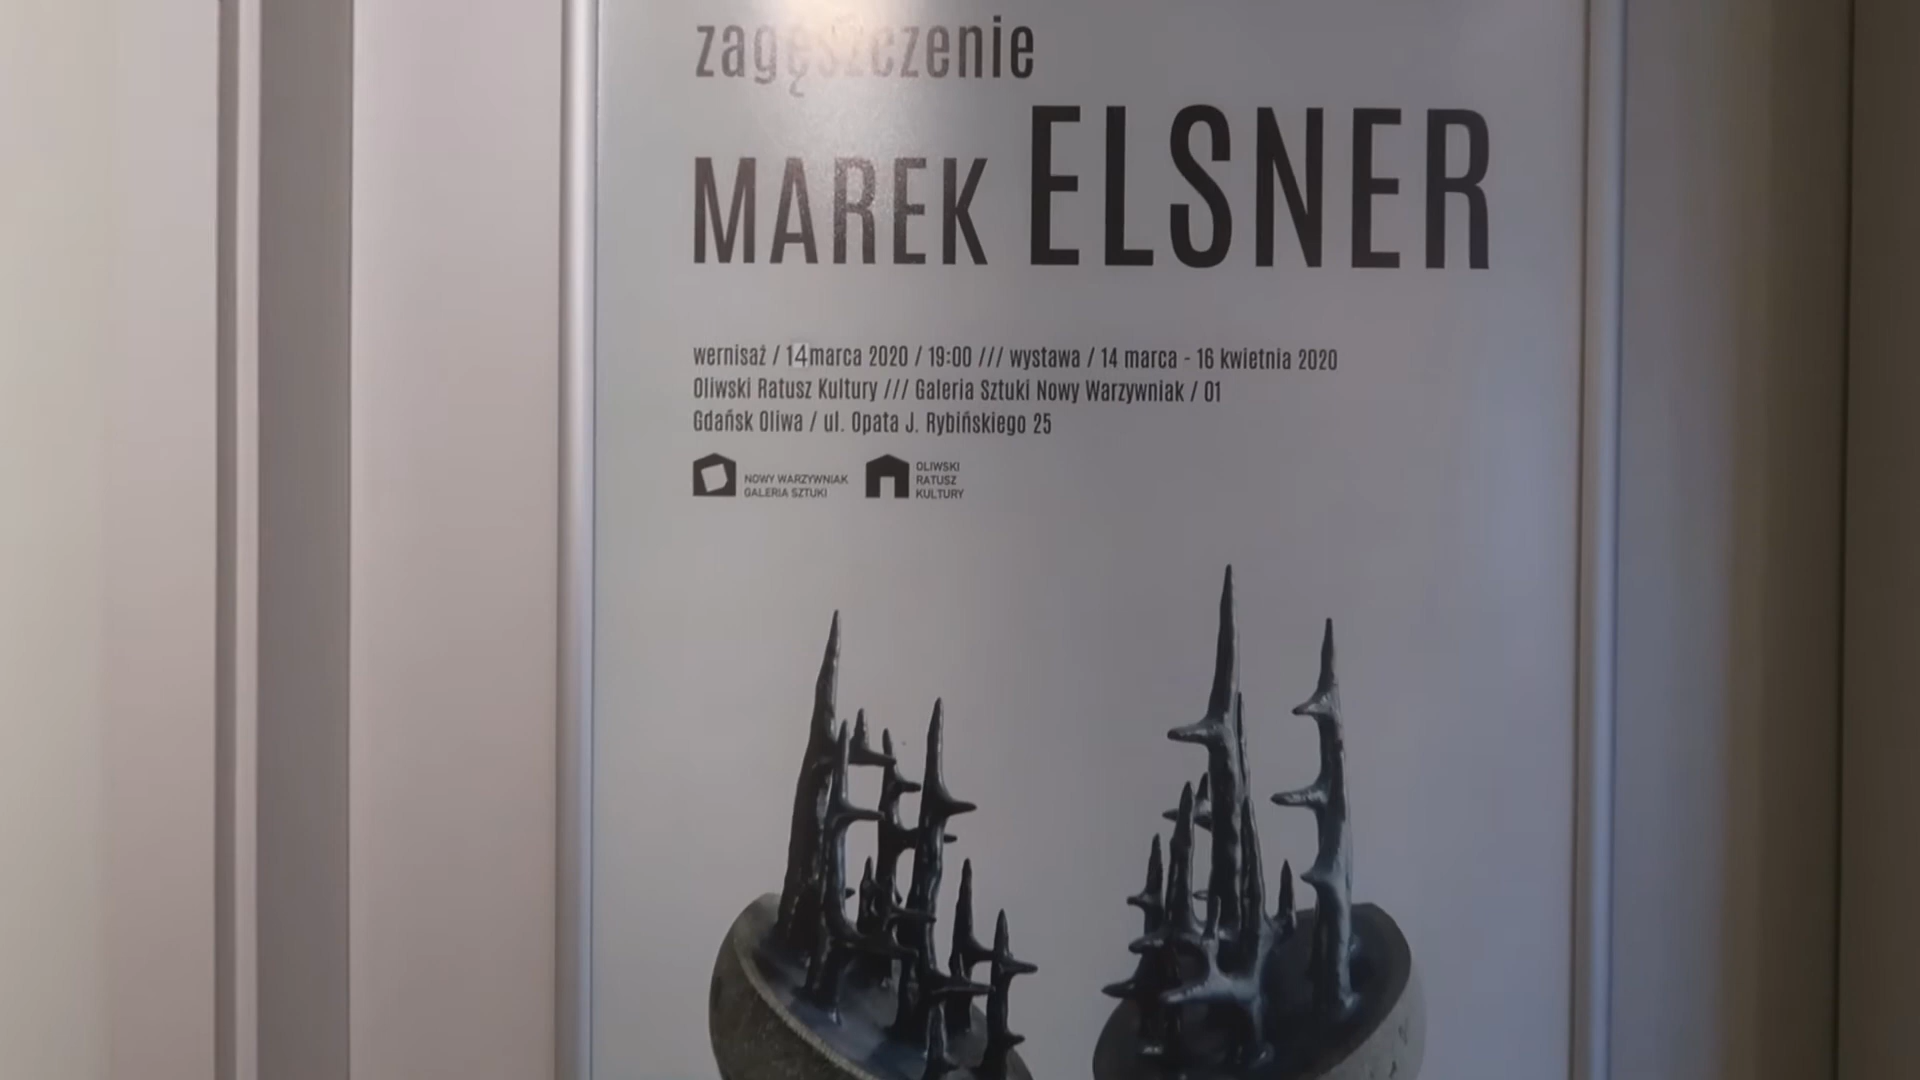 zagęszczenie
MAREK ELSNER
wernisaż / 14 marca 2020 / 19:00 /// wystawa / 14 marca - 16 kwietnia 2020
Oliwski Ratusz Kultury /// Galeria Sztuki Nowy Warzywniak / 01
Gdańsk Oliwa / ul. Opata J. Rybińskiego 25
NOWY WARZYWNIAK
GALERIA SZTUKI
OLIWSKI
RATUSZ
KULTURY